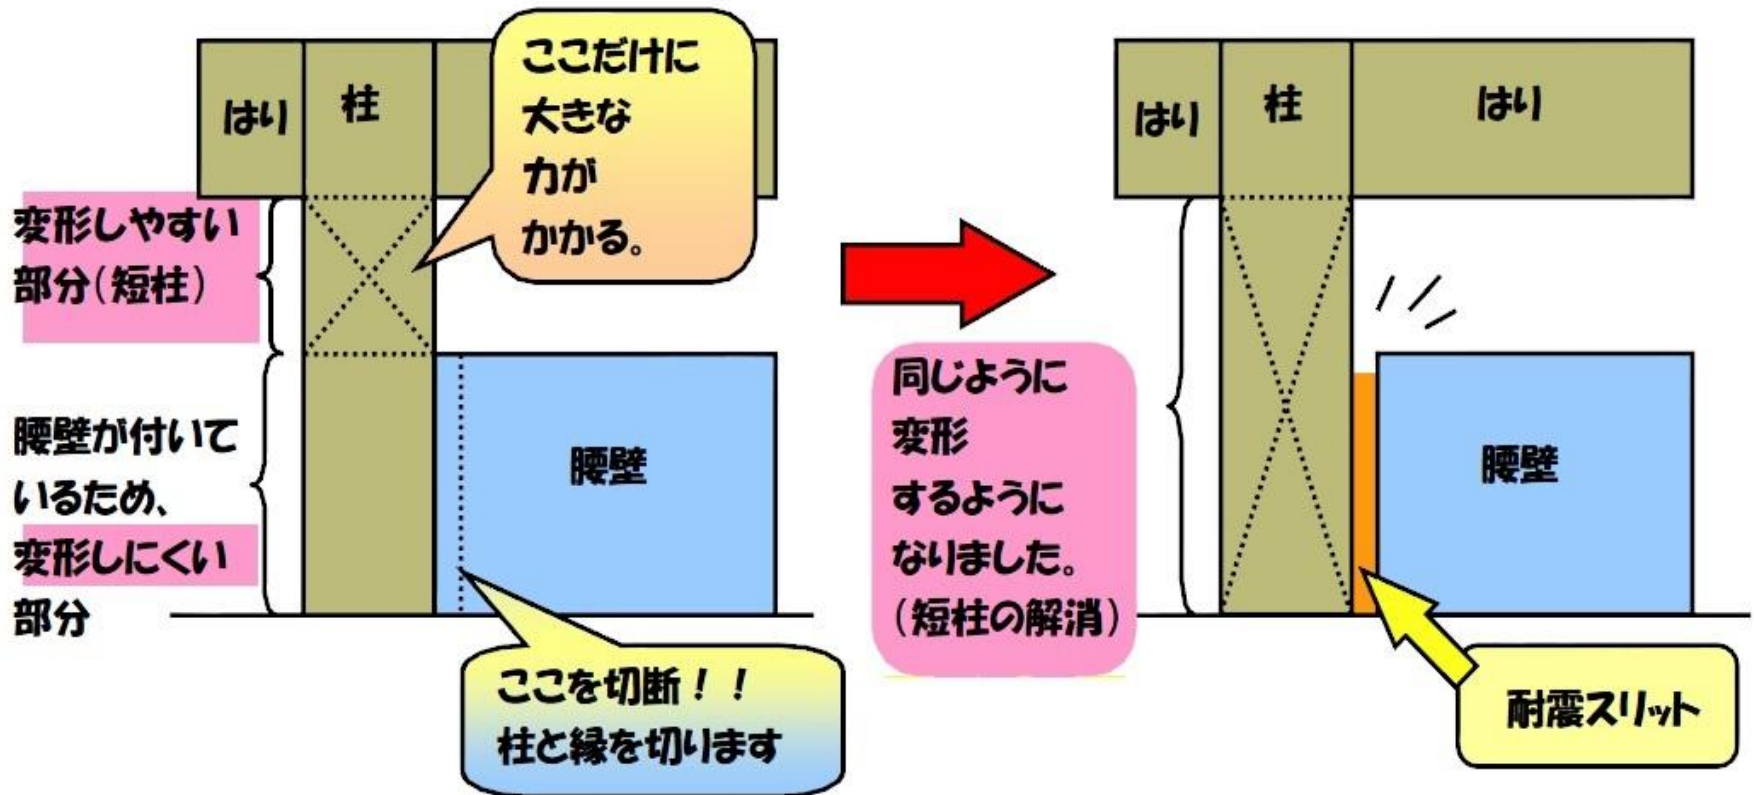 はり
柱
ここだけに
大きな
力が
かかる。
変形しやすい
部分(短柱)
腰壁が付いて
いるため、
変形しにくい
部分
腰壁
ここを切断！！
柱と縁を切ります
同じように
変形
するように
なりました。
(短柱の解消)
はり
柱
はり
腰壁
耐震スリット